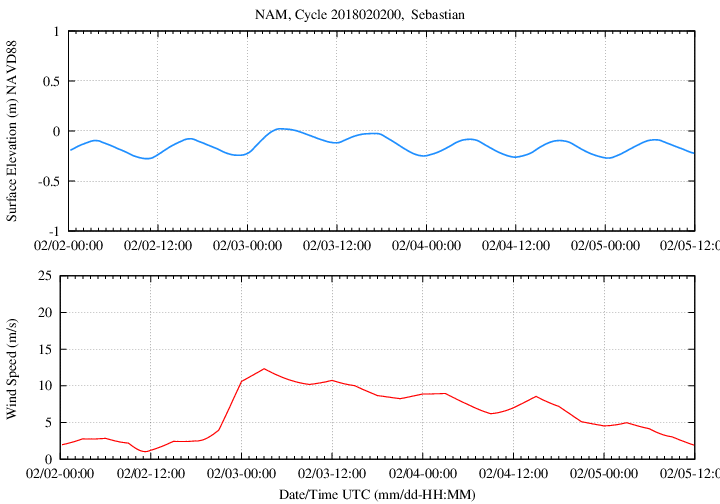 NAM, Cycle 2018020200,  Sebastian
Surface Elevation (m) NAVD88
1
0.5
0
-0.5
-1
02/02-00:00 02/02-12:00 02/03-00:00 02/03-12:00 02/04-00:00 02/04-12:00 02/05-00:00 02/05-12:0
Wind Speed (m/s)
25
20
15
10
5
0
02/02-00:00 02/02-12:00 02/03-00:00 02/03-12:00 02/04-00:00 02/04-12:00 02/05-00:00 02/05-12:0
Date/Time UTC (mm/dd-HH:MM)